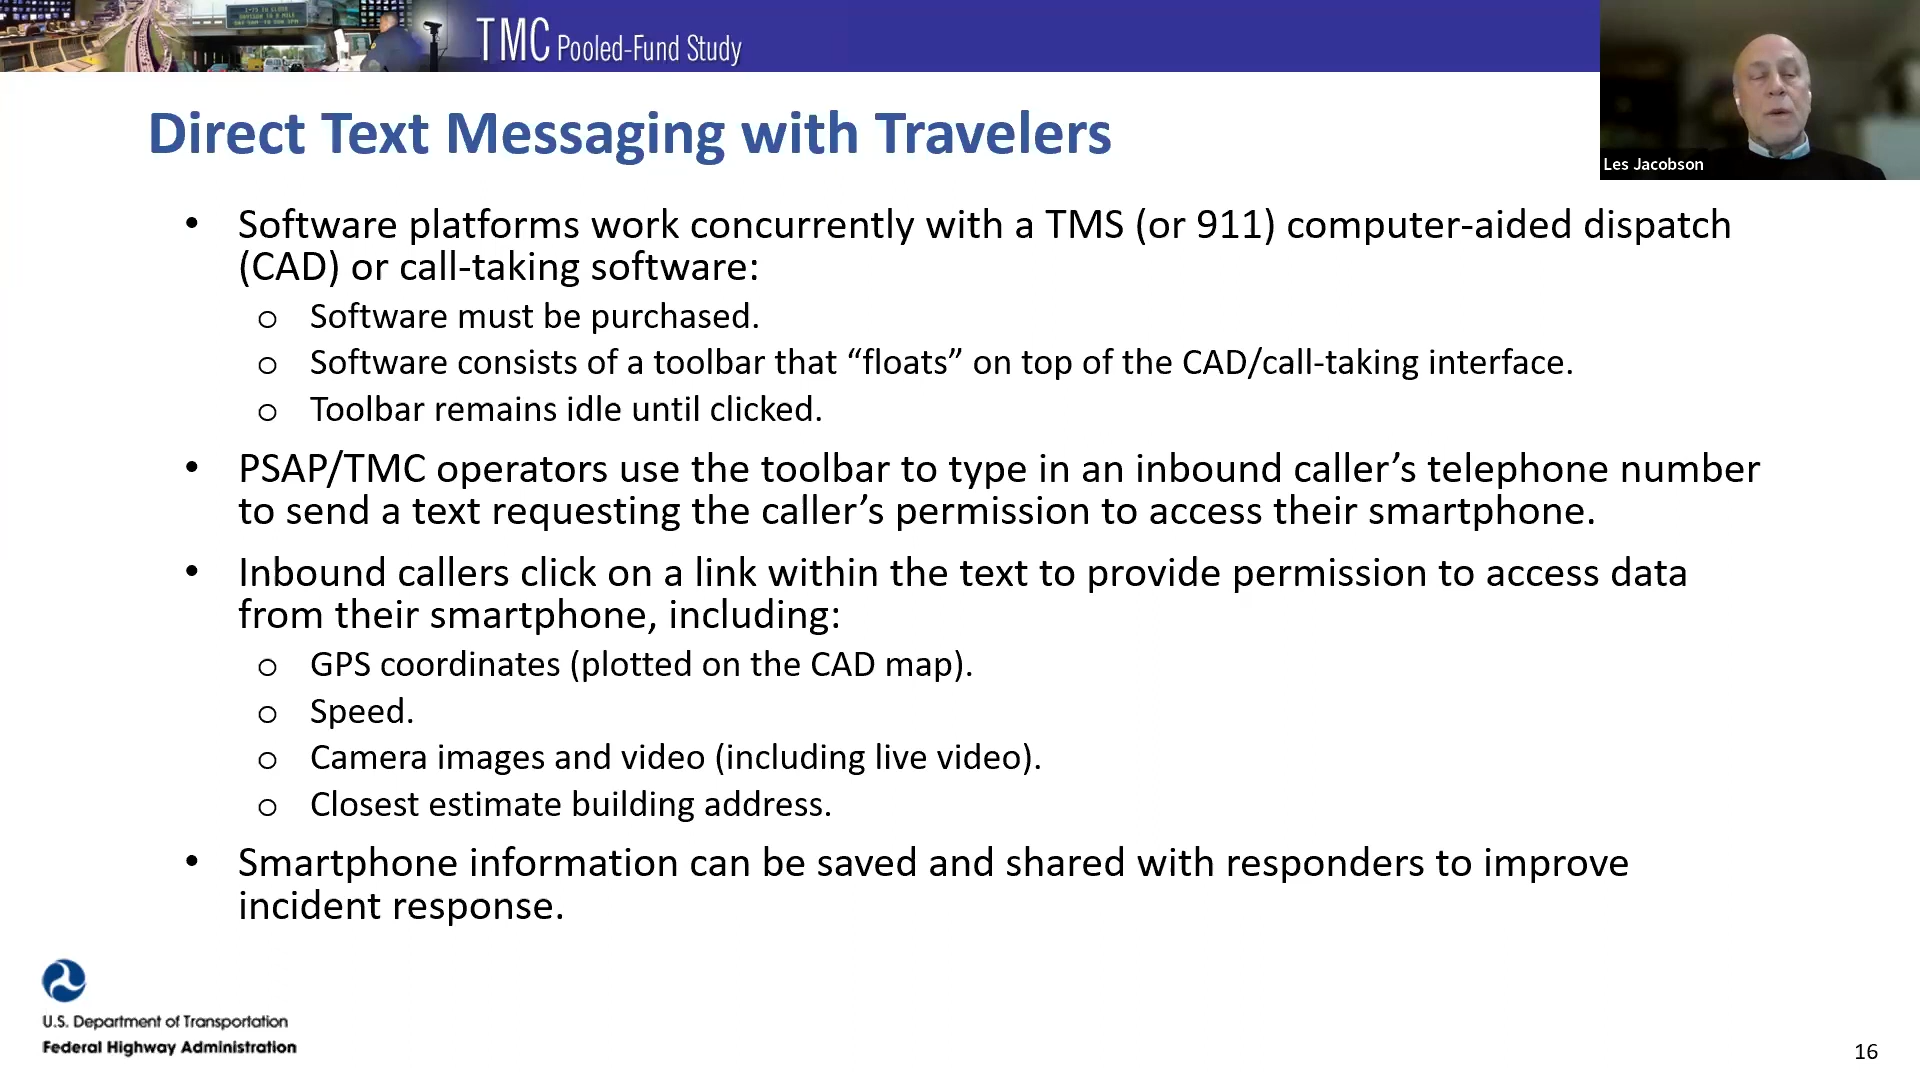 TMC Pooled-Fund Study
Les Jacobson
Direct Text Messaging with Travelers
• Software platforms work concurrently with a TMS (or 911) computer-aided dispatch
(CAD) or call-taking software:
o Software must be purchased.
o Software consists of a toolbar that “floats” on top of the CAD/call-taking interface.
o Toolbar remains idle until clicked.
• PSAP/TMC operators use the toolbar to type in an inbound caller’s telephone number
to send a text requesting the caller’s permission to access their smartphone.
• Inbound callers click on a link within the text to provide permission to access data
from their smartphone, including:
o GPS coordinates (plotted on the CAD map).
o Speed.
o Camera images and video (including live video).
o Closest estimate building address.
• Smartphone information can be saved and shared with responders to improve
incident response.
U.S. Department of Transportation
Federal Highway Administration
16